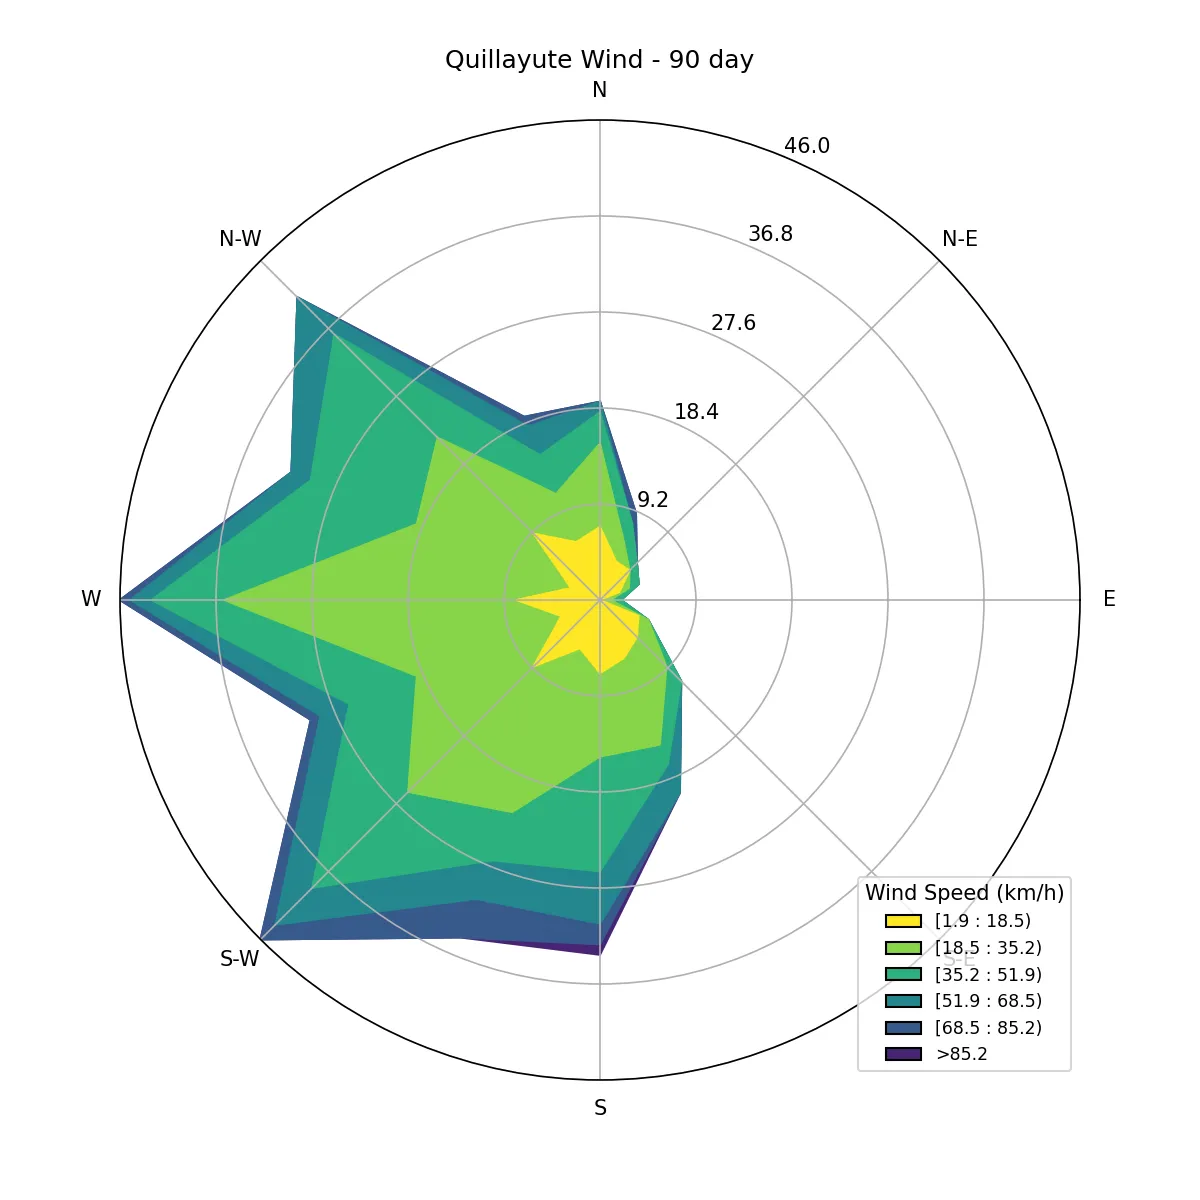 Quillayute Wind - 90 day
N
46.0
N-W
36.8
N-E
27.6
18.4
9.2
W
E
S-W
S-E
S
Wind Speed (km/h)
[1.9 : 18.5)
[18.5 : 35.2)
[35.2 : 51.9)
[51.9 : 68.5)
[68.5 : 85.2)
>85.2